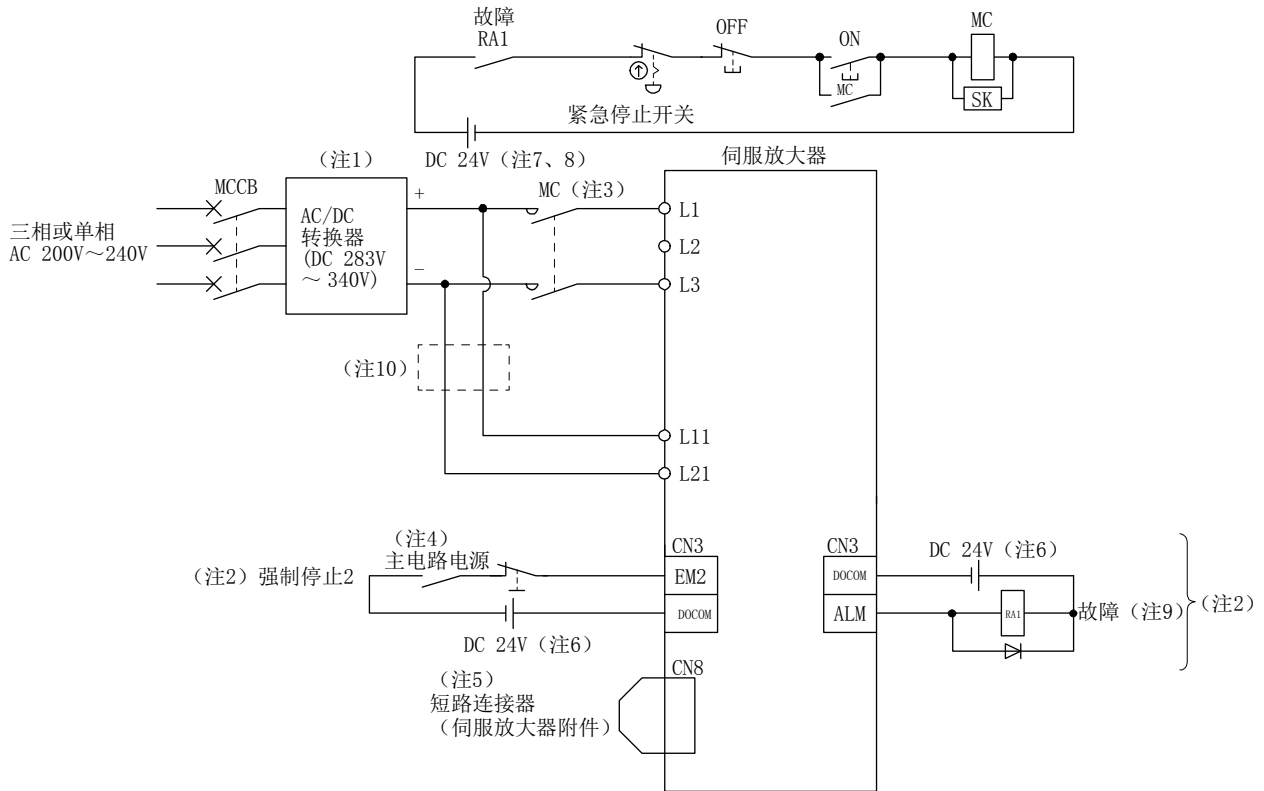 故障
RA1
OFF
ON
MC
MC
SK
紧急停止开关
DC 24V（注7、8）
伺服放大器
（注1）
MCCB
三相或单相
AC 200V～240V
AC/DC
转换器
(DC 283V
～ 340V)
+
−
MC（注3）
L1
L2
L3
（注10）
L11
L21
（注4）
主电路电源
（注2）强制停止2
CN3
EM2
DOCOM
DC 24V（注6）
CN3
DOCOM
ALM
DC 24V（注6）
RA1
故障（注9）
（注2）
CN8
（注5）
短路连接器
（伺服放大器附件）